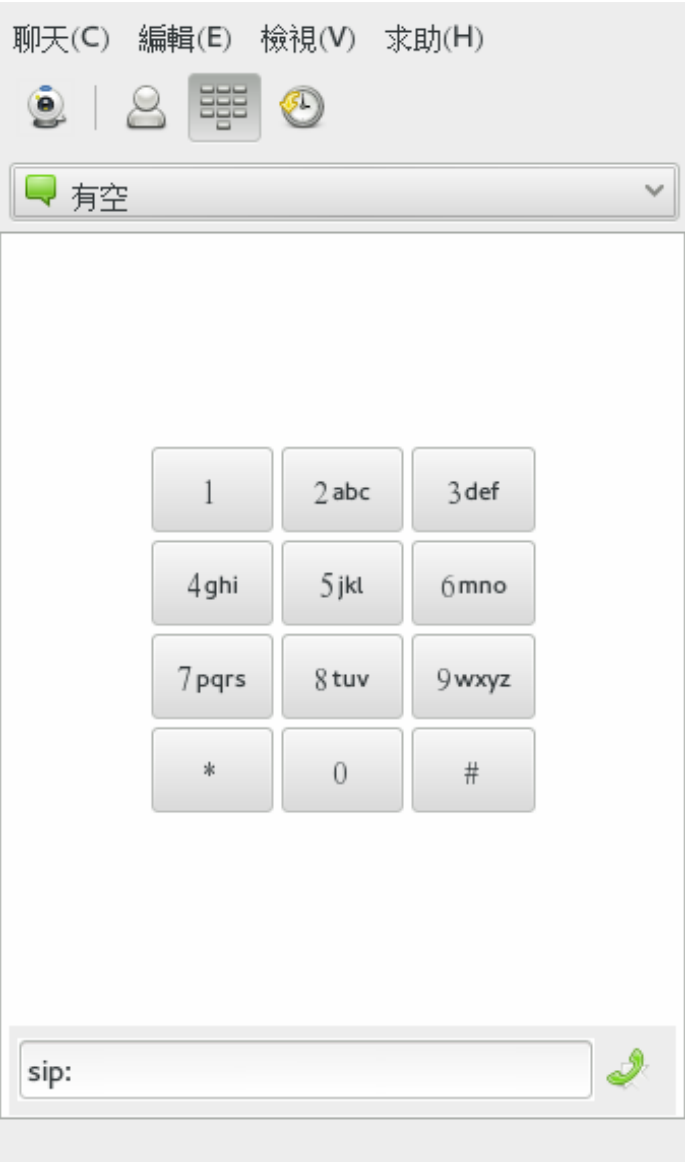 聊天(C) 編輯(E) 檢視(V) 求助(H)
有空
1 2abc 3def
4ghi 5jkl 6mno
7pqrs 8tuv 9wxyz
* 0 #
sip: